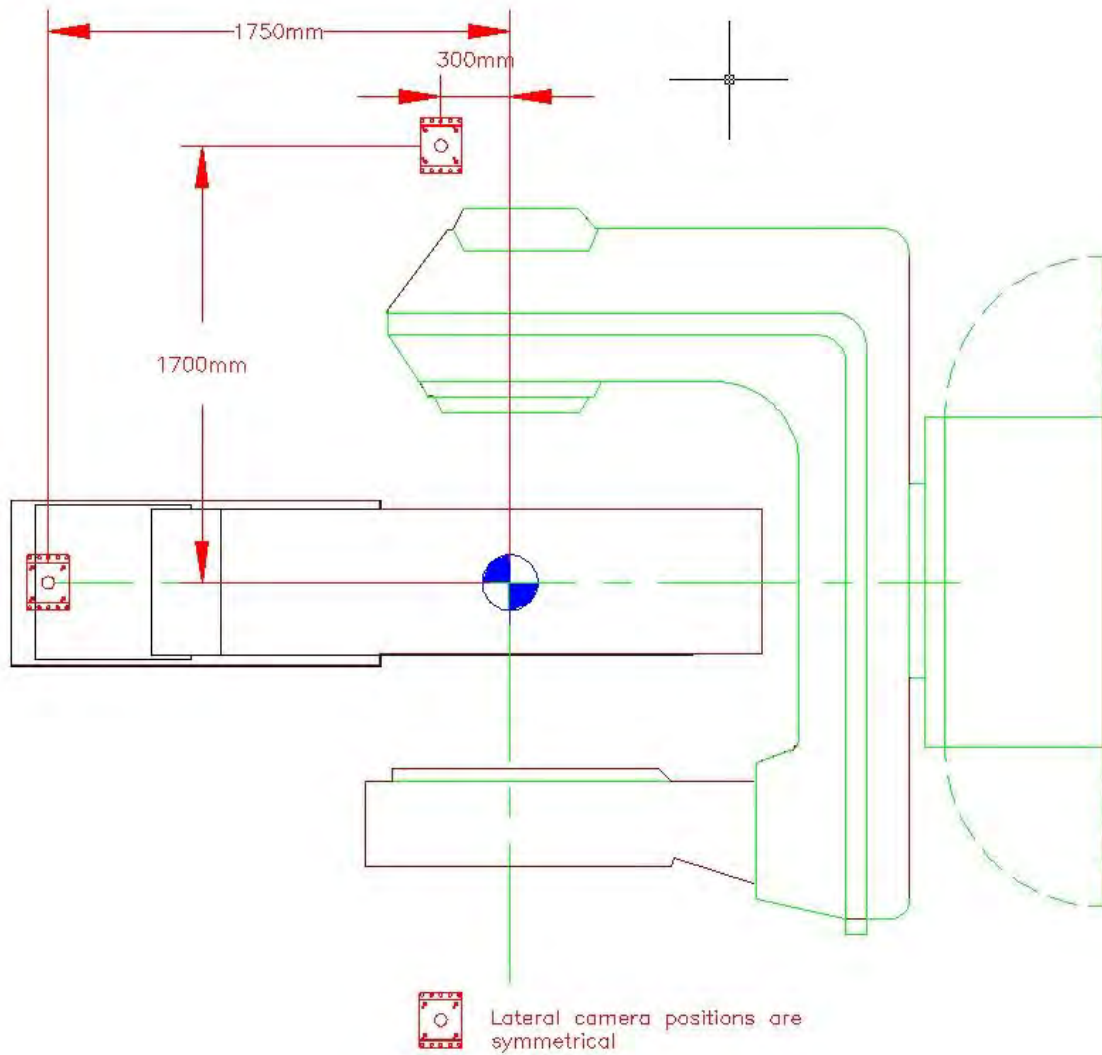 1750mm
300mm
1700mm
Lateral camera positions are
symmetrical